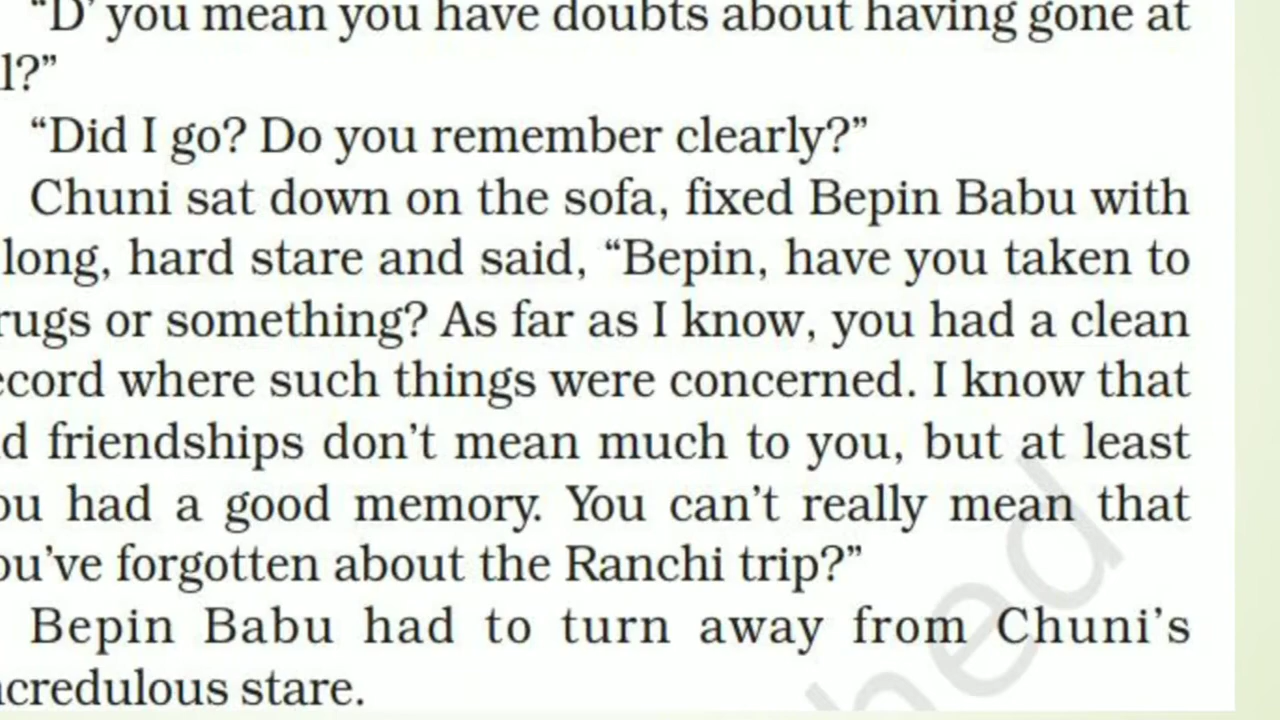 “D’ you mean you have doubts about having gone at
l?”
“Did I go? Do you remember clearly?”
Chuni sat down on the sofa, fixed Bepin Babu with
long, hard stare and said, “Bepin, have you taken to
rugs or something? As far as I know, you had a clean
ecord where such things were concerned. I know that
d friendships don’t mean much to you, but at least
ou had a good memory. You can’t really mean that
ou’ve forgotten about the Ranchi trip?”
Bepin Babu had to turn away from Chuni’s
credulous stare.
hed